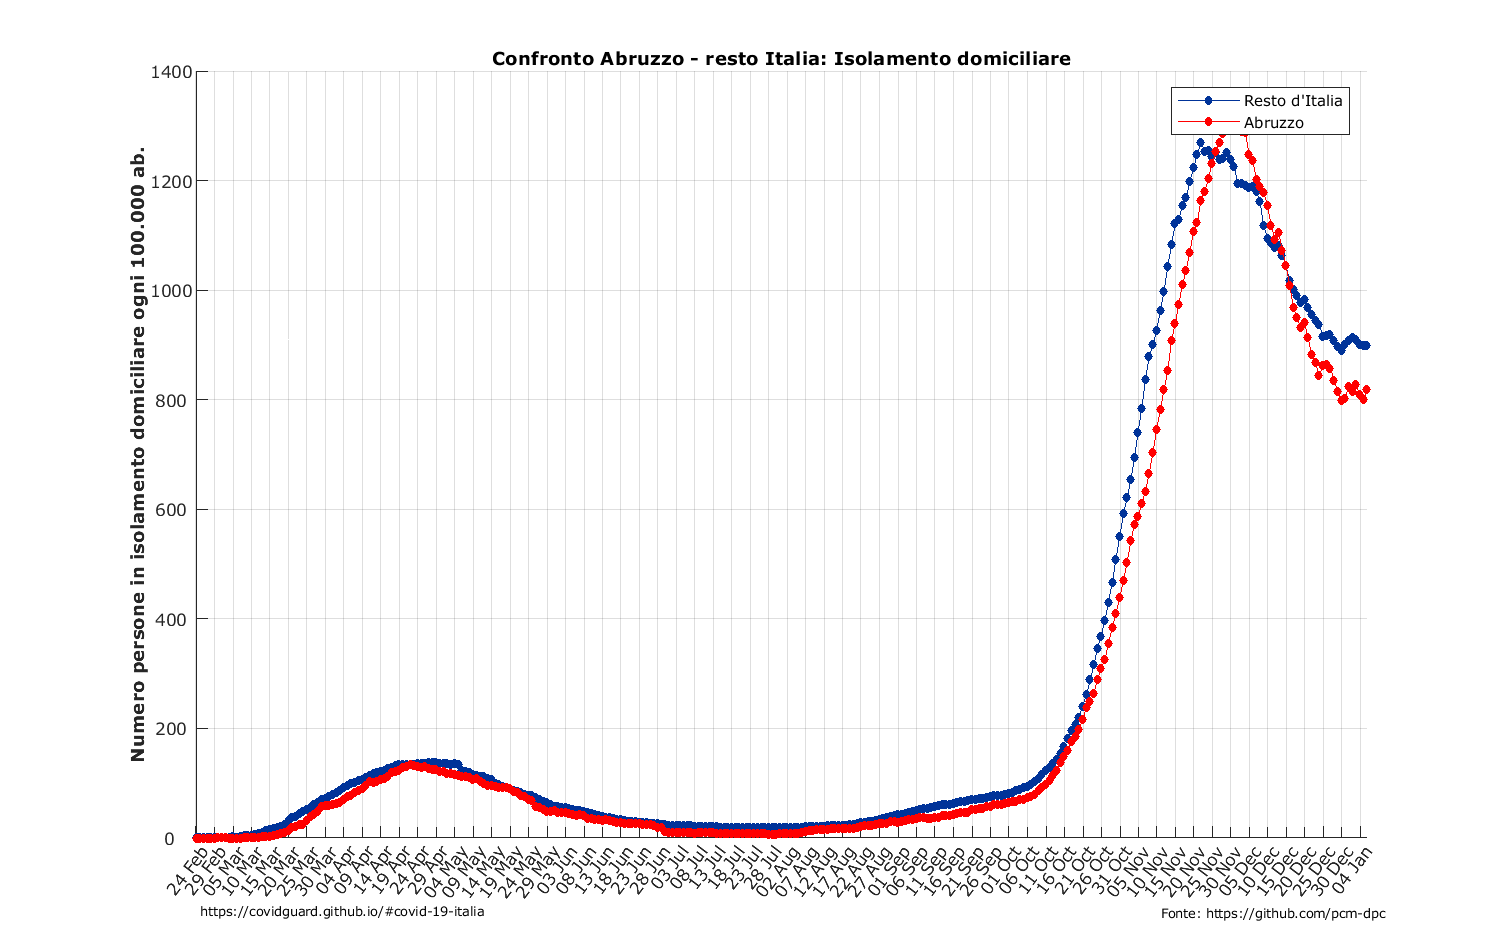 Confronto Abruzzo - resto Italia: Isolamento domiciliare
Numero persone in isolamento domiciliare ogni 100.000 ab.
1400
1200
1000
800
600
400
200
0
Resto d'Italia
Abruzzo
24 Feb
29 Feb
05 Mar
10 Mar
15 Mar
20 Mar
25 Mar
30 Mar
04 Apr
09 Apr
14 Apr
19 Apr
24 Apr
29 Apr
04 May
09 May
14 May
19 May
24 May
29 May
03 Jun
08 Jun
13 Jun
18 Jun
23 Jun
28 Jun
03 Jul
08 Jul
13 Jul
18 Jul
23 Jul
28 Jul
02 Aug
07 Aug
12 Aug
17 Aug
22 Aug
27 Aug
01 Sep
06 Sep
11 Sep
16 Sep
21 Sep
26 Sep
01 Oct
06 Oct
11 Oct
16 Oct
21 Oct
26 Oct
31 Oct
05 Nov
10 Nov
15 Nov
20 Nov
25 Nov
30 Nov
05 Dec
10 Dec
15 Dec
20 Dec
25 Dec
30 Dec
04 Jan
https://covidguard.github.io/#covid-19-italia
Fonte: https://github.com/pcm-dpc